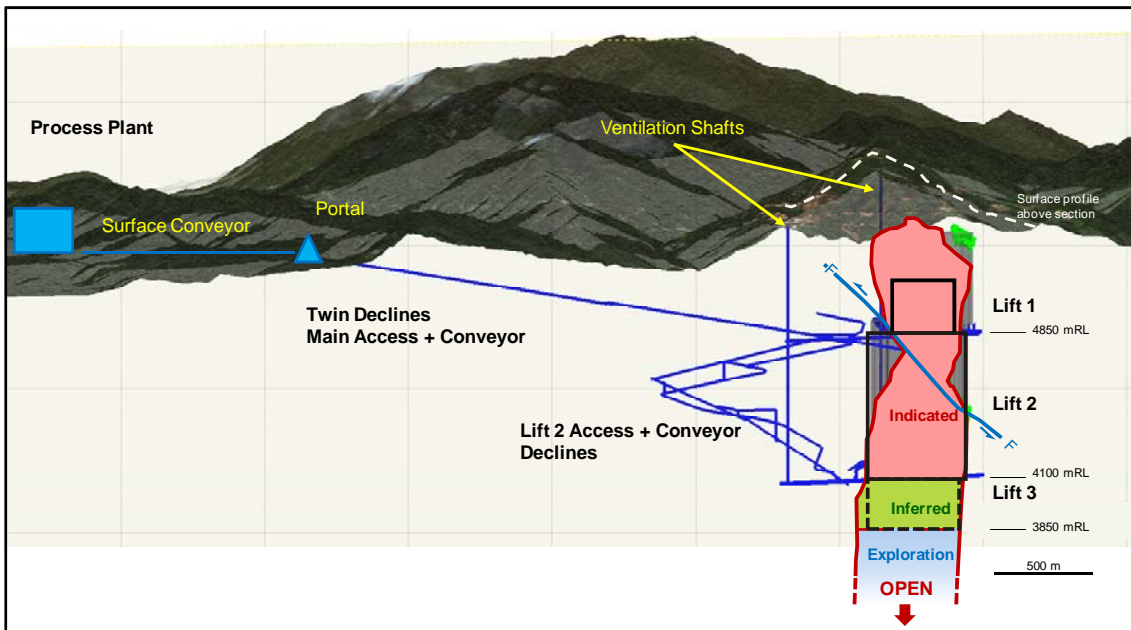 Process Plant
Ventilation Shafts
Portal
Surface Conveyor
Surface profile
above section
F
Twin Declines
Main Access + Conveyor
Lift 1
4850 mRL
Lift 2
Indicated
Lift 2 Access + Conveyor
Declines
F
4100 mRL
Lift 3
Inferred
3850 mRL
Exploration
500 m
OPEN